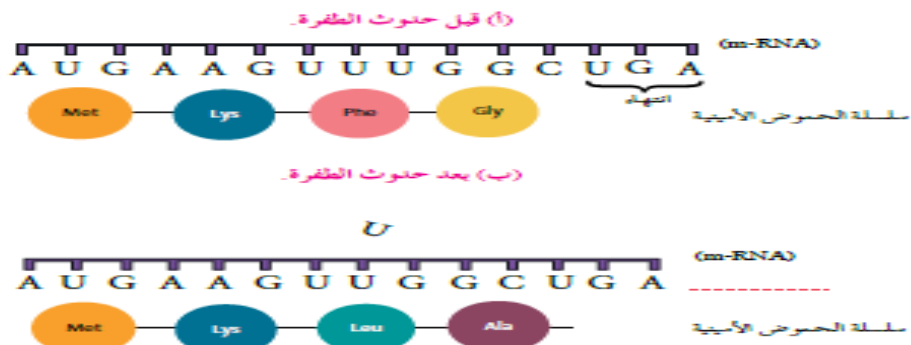 (أ) قبل حدوث الطفرة.
(m-RNA)
A U G A A G U U U G G C U G A
انتهاء
Met Lys Phe Gly
سلسلة الحموض الأمينية
(ب) بعد حدوث الطفرة.
U
(m-RNA)
A U G A A G U U G G C U G A
Met Lys Leu Ala
سلسلة الحموض الأمينية